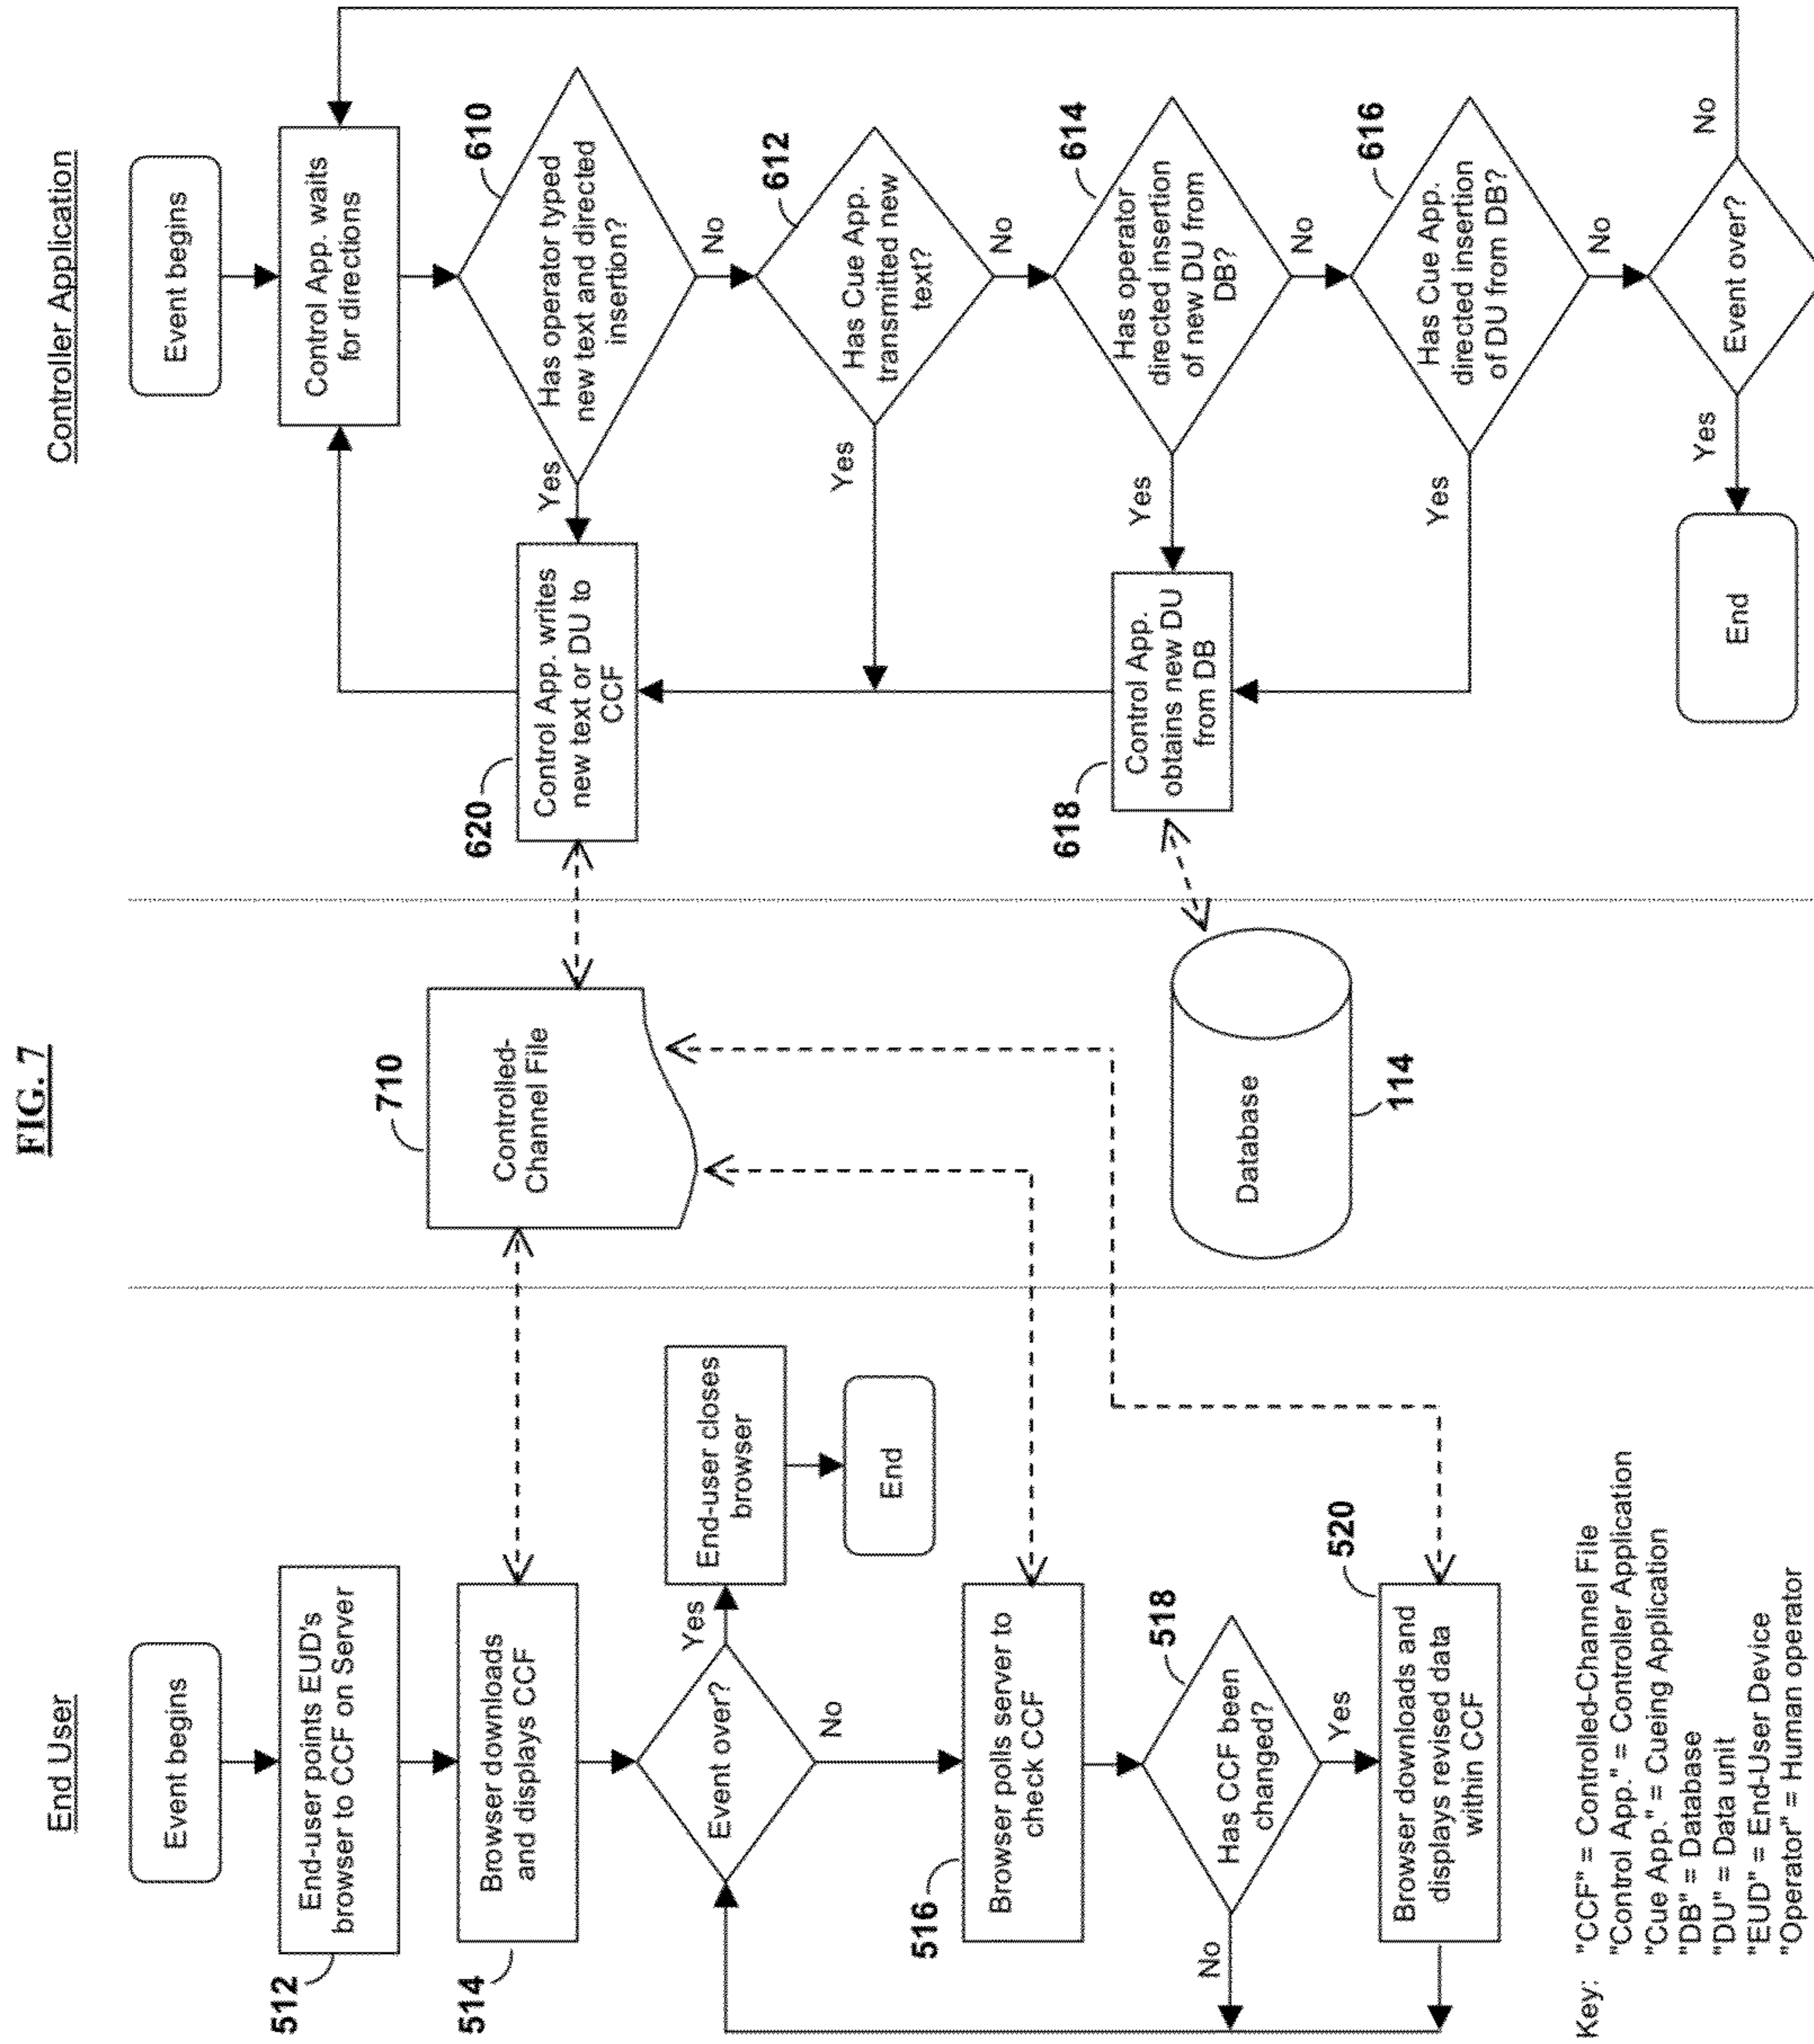 FIG. 7
End User
Event begins
512
End-user points EUD's
browser to CCF on Server
514
Browser downloads
and displays CCF
Event over?
Yes
End-user closes
browser
End
No
516
Browser polls server to
check CCF
518
Has CCF been
changed?
No
Yes
520
Browser downloads and
displays revised data
within CCF
710
Controlled-
Channel File
Database
114
Controller Application
Event begins
Control App. waits
for directions
610
Has operator typed
new text and directed
insertion?
Yes
No
620
Control App. writes
new text or DU to
CCF
612
Has Cue App.
transmitted new
text?
Yes
No
614
Has operator
directed insertion
of new DU from
DB?
Yes
No
618
Control App.
obtains new DU
from DB
616
Has Cue App.
directed insertion
of DU from DB?
Yes
No
Event over?
Yes
No
End
Key: "CCF" = Controlled-Channel File
"Control App." = Controller Application
"Cue App." = Cueing Application
"DB" = Database
"DU" = Data unit
"EUD" = End-User Device
"Operator" = Human operator